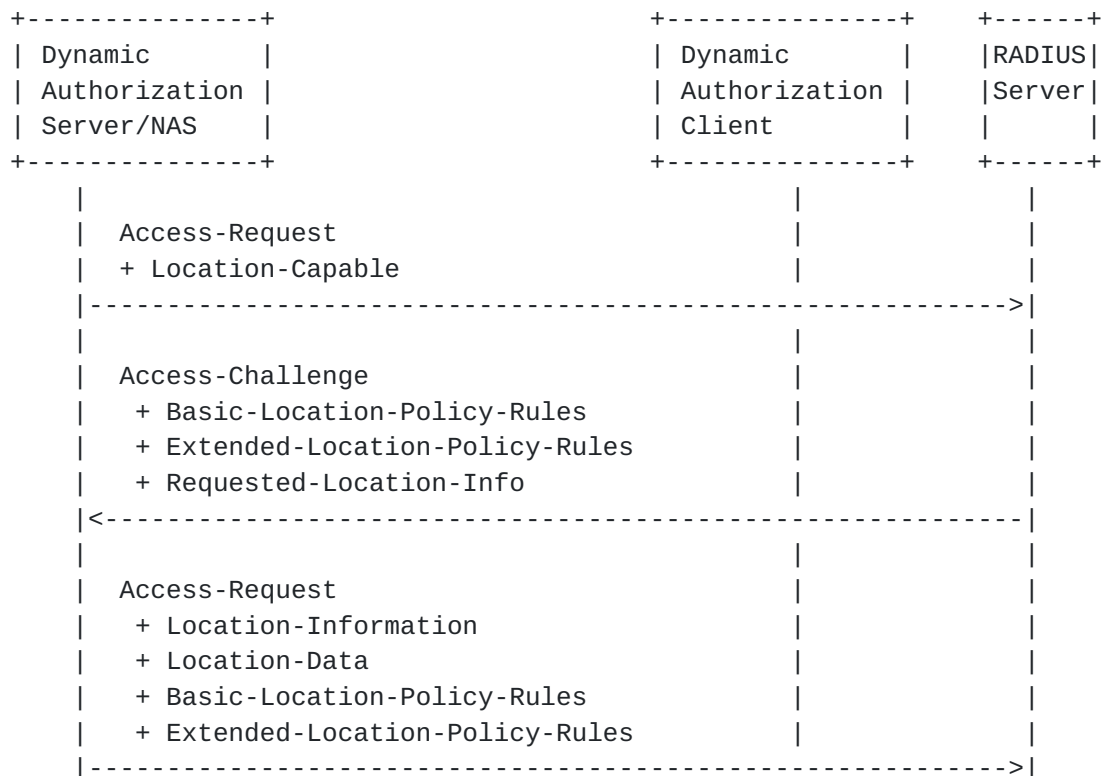 +---------------+                        +---------------+    +------+
| Dynamic       |                        | Dynamic       |    |RADIUS|
| Authorization |                        | Authorization |    |Server|
| Server/NAS    |                        | Client        |    |      |
+---------------+                        +---------------+    +------+
    |                                              |              |
    |  Access-Request                              |              |
    |  + Location-Capable                          |              |
    |------------------------------------------------------------>|
    |                                              |              |
    |  Access-Challenge                            |              |
    |   + Basic-Location-Policy-Rules              |              |
    |   + Extended-Location-Policy-Rules           |              |
    |   + Requested-Location-Info                  |              |
    |<------------------------------------------------------------|
    |                                              |              |
    |  Access-Request                              |              |
    |   + Location-Information                     |              |
    |   + Location-Data                            |              |
    |   + Basic-Location-Policy-Rules              |              |
    |   + Extended-Location-Policy-Rules           |              |
    |------------------------------------------------------------>|